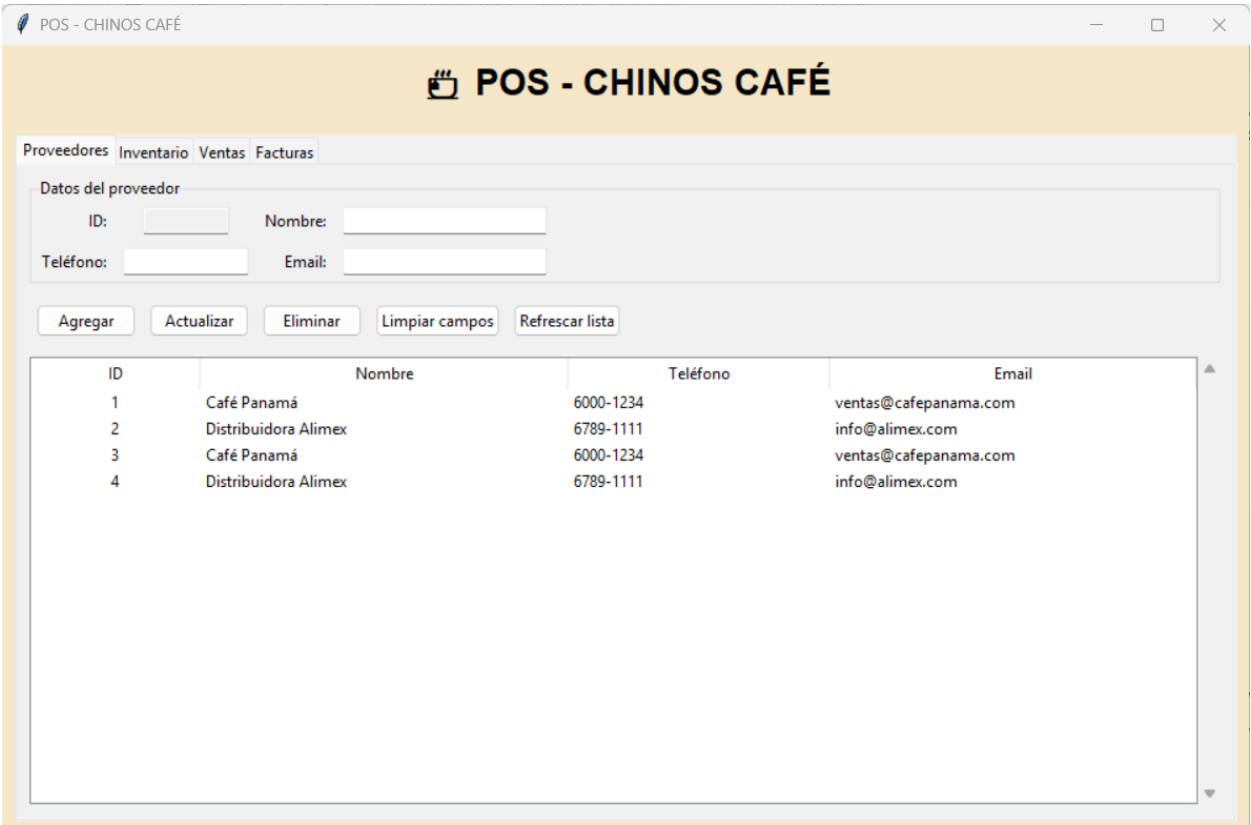 POS - CHINOS CAFÉ
POS - CHINOS CAFÉ
Proveedores Inventario Ventas Facturas
Datos del proveedor
ID: Nombre:
Teléfono: Email:
Agregar Actualizar Eliminar Limpiar campos Refrescar lista
ID Nombre Teléfono Email
1 Café Panamá 6000-1234 ventas@cafepanama.com
2 Distribuidora Alimex 6789-1111 info@alimex.com
3 Café Panamá 6000-1234 ventas@cafepanama.com
4 Distribuidora Alimex 6789-1111 info@alimex.com